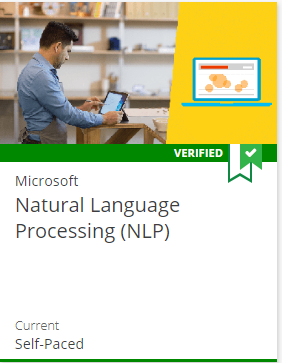 VERIFIED
Microsoft
Natural Language
Processing (NLP)
Current
Self-Paced